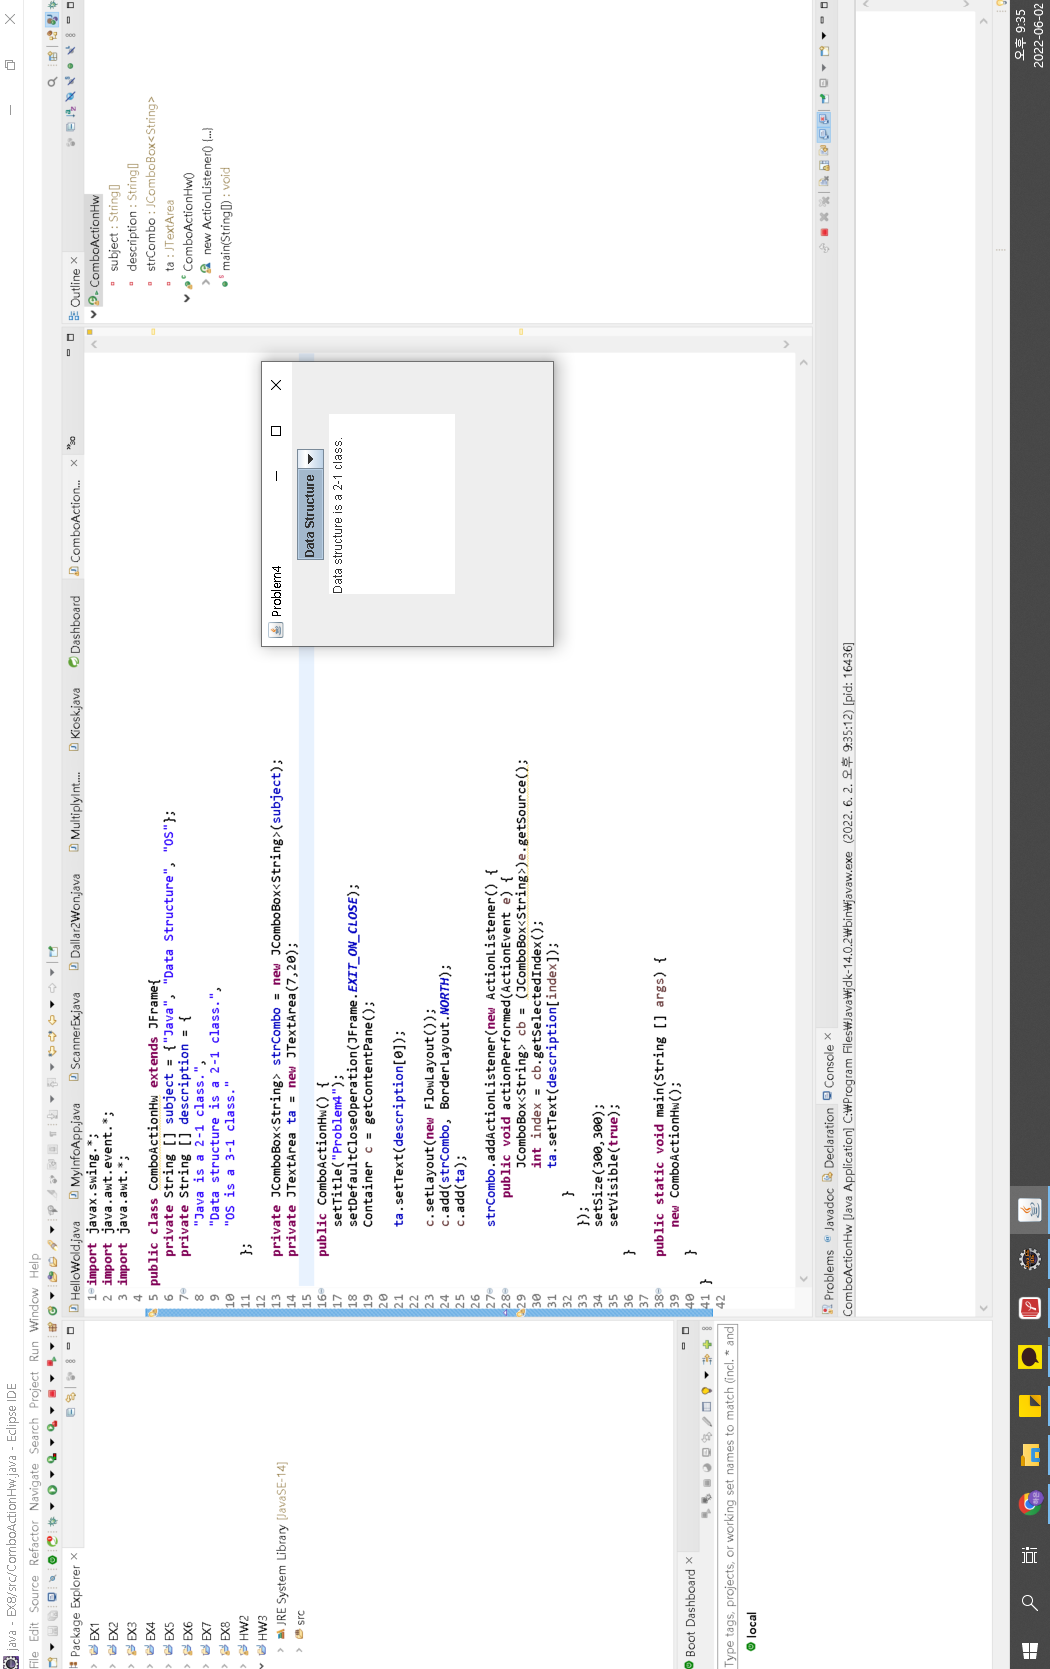 java - EX8/src/ComboActionHw.java - Eclipse IDE
File Edit Source Refactor Navigate Search Project Run Window Help
Package Explorer
EX1
EX2
EX3
EX4
EX5
EX6
EX7
EX8
HW2
HW3
JRE System Library [JavaSE-14]
src
Boot Dashboard
Type tags, projects, or working set names to match (incl. * and
local
HelloWold.java MyInfoApp.java ScannerEx.java Dallar2Won.java MultiplyInt.... Kiosk.java Dashboard ComboAction... »30
1 import javax.swing.*;
2 import java.awt.event.*;
3 import java.awt.*;
4
5 public class ComboActionHw extends JFrame{
6 private String [] subject = {"Java", "Data Structure", "OS"};
7 private String [] description = {
8 "Java is a 2-1 class.",
9 "Data structure is a 2-1 class.",
10 "OS is a 3-1 class."
11 };
12
13 private JComboBox<String> strCombo = new JComboBox<String>(subject);
14 private JTextArea ta = new JTextArea(7,20);
15
16 public ComboActionHw() {
17 setTitle("Problem4");
18 setDefaultCloseOperation(JFrame.EXIT_ON_CLOSE);
19 Container c = getContentPane();
20
21 ta.setText(description[0]);
22
23 c.setLayout(new FlowLayout());
24 c.add(strCombo, BorderLayout.NORTH);
25 c.add(ta);
26
27 strCombo.addActionListener(new ActionListener() {
28 public void actionPerformed(ActionEvent e) {
29 JComboBox<String> cb = (JComboBox<String>)e.getSource();
30 int index = cb.getSelectedIndex();
31 ta.setText(description[index]);
32 }
33 });
34 setSize(300,300);
35 setVisible(true);
36 }
37
38 public static void main(String [] args) {
39 new ComboActionHw();
40 }
41 }
42
Problem4
Data Structure
Data structure is a 2-1 class.
Outline
ComboActionHw
subject : String[]
description : String[]
strCombo : JComboBox<String>
ta : JTextArea
ComboActionHw()
new ActionListener() {...}
main(String[]) : void
Problems Javadoc Declaration Console
ComboActionHw [Java Application] C:₩Program Files₩Java₩jdk-14.0.2₩bin₩javaw.exe (2022. 6. 2. 오후 9:35:12) [pid: 16436]
오후 9:35
2022-06-02